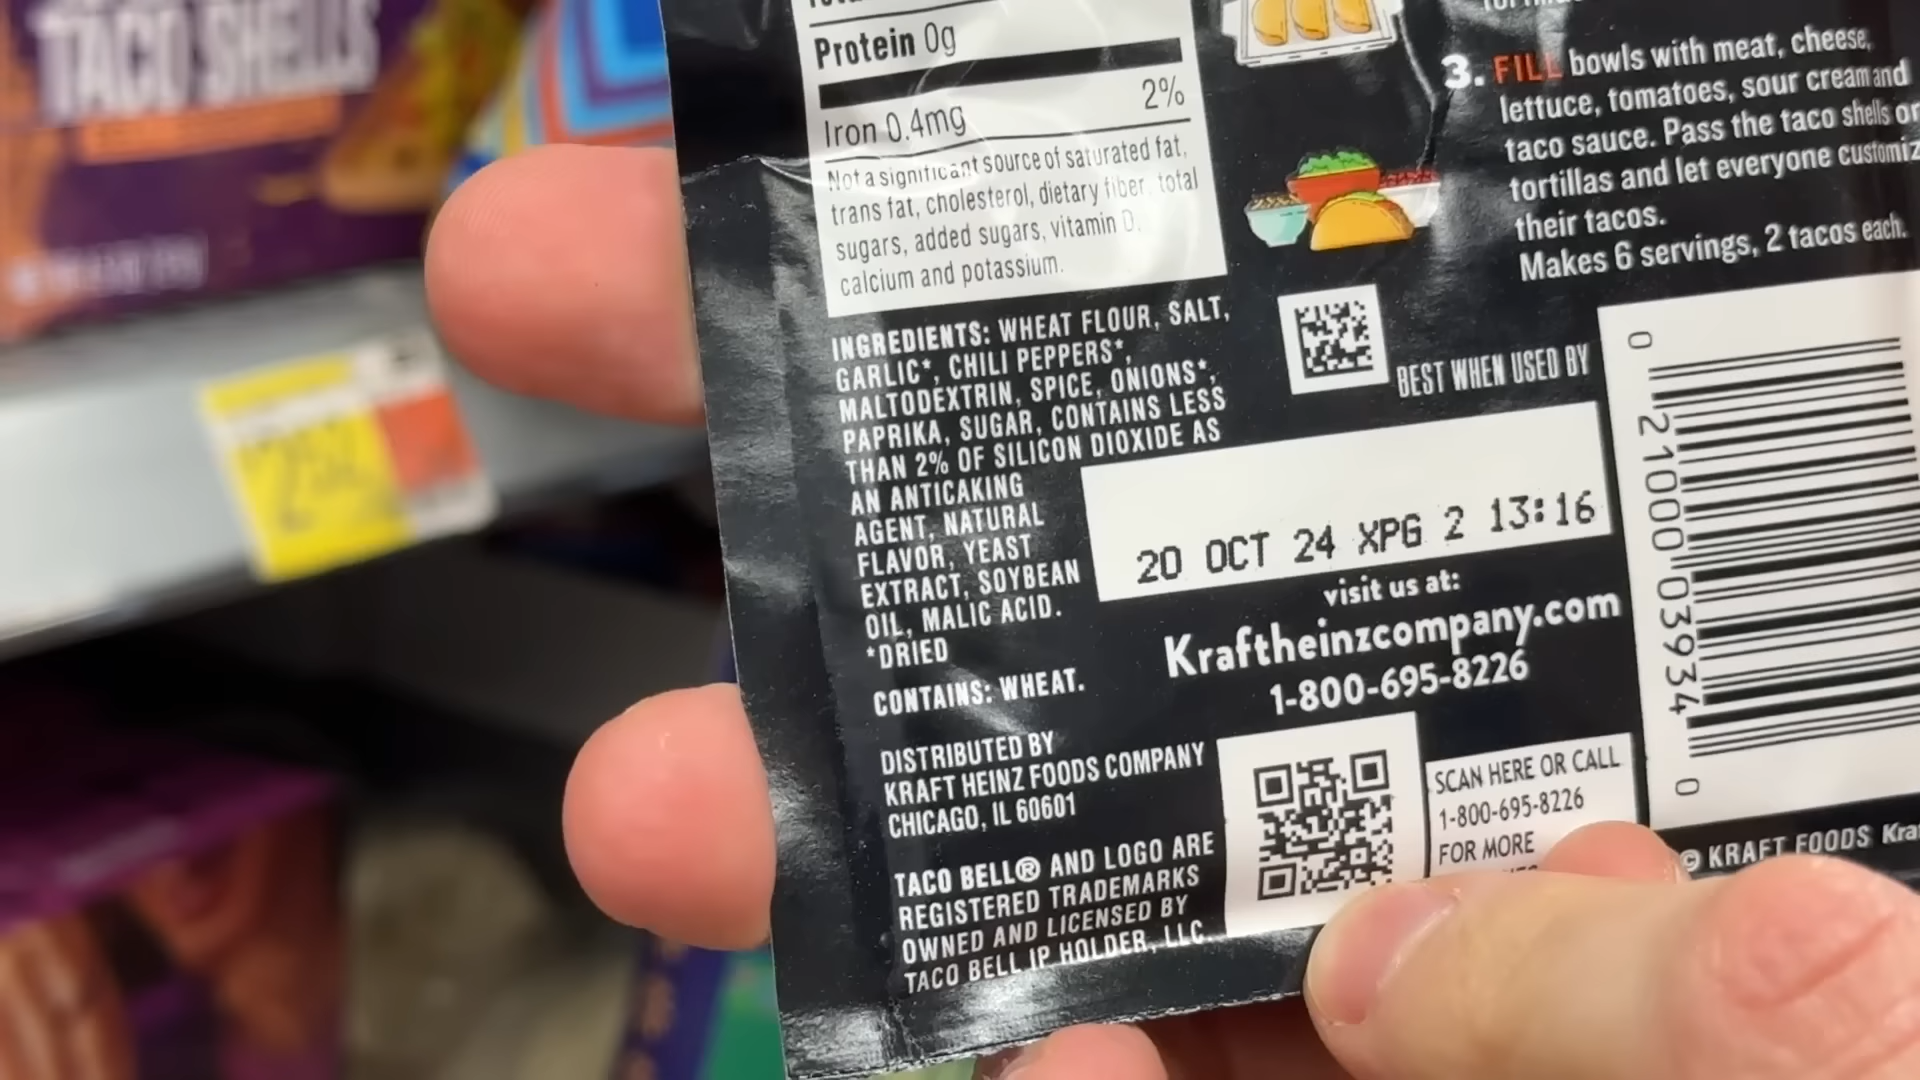 TACO SHELLS
Protein 0g
Iron 0.4mg 2%
Not a significant source of saturated fat,
trans fat, cholesterol, dietary fiber, total
sugars, added sugars, vitamin D,
calcium and potassium.
3. FILL bowls with meat, cheese,
lettuce, tomatoes, sour cream and
taco sauce. Pass the taco shells or
tortillas and let everyone customiz
their tacos.
Makes 6 servings, 2 tacos each.
INGREDIENTS: WHEAT FLOUR, SALT,
GARLIC*, CHILI PEPPERS*,
MALTODEXTRIN, SPICE, ONIONS*,
PAPRIKA, SUGAR, CONTAINS LESS
THAN 2% OF SILICON DIOXIDE AS
AN ANTICAKING
AGENT, NATURAL
FLAVOR, YEAST
EXTRACT, SOYBEAN
OIL, MALIC ACID.
*DRIED
CONTAINS: WHEAT.
DISTRIBUTED BY
KRAFT HEINZ FOODS COMPANY
CHICAGO, IL 60601
TACO BELL® AND LOGO ARE
REGISTERED TRADEMARKS
OWNED AND LICENSED BY
TACO BELL IP HOLDER, LLC.
BEST WHEN USED BY
20 OCT 24 XPG 2 13:16
visit us at:
Kraftheinzcompany.com
1-800-695-8226
SCAN HERE OR CALL
1-800-695-8226
FOR MORE
0 21000 03934 0
© KRAFT FOODS Kra